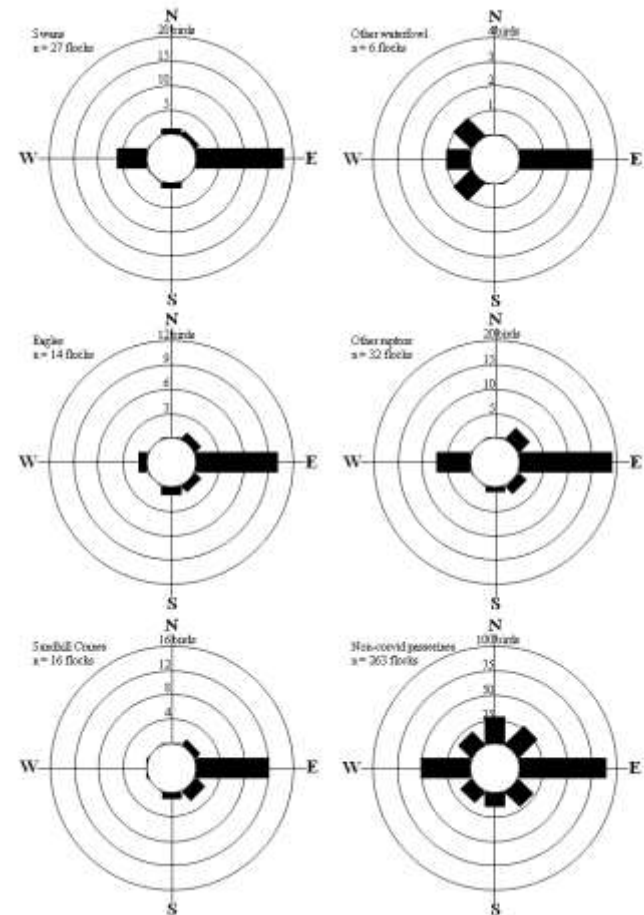 N
Swans
n = 27 flocks
20 birds
15
10
5
W
E
S
N
Other waterfowl
n = 6 flocks
4 birds
3
2
1
W
E
S
N
Eagles
n = 14 flocks
12 birds
9
6
W
E
S
N
Other raptors
n = 32 flocks
20 birds
15
10
5
W
E
S
N
Sandhill Cranes
n = 16 flocks
16 birds
12
8
4
W
E
S
N
Non-corvid passerines
n = 263 flocks
100 birds
75
50
25
W
E
S